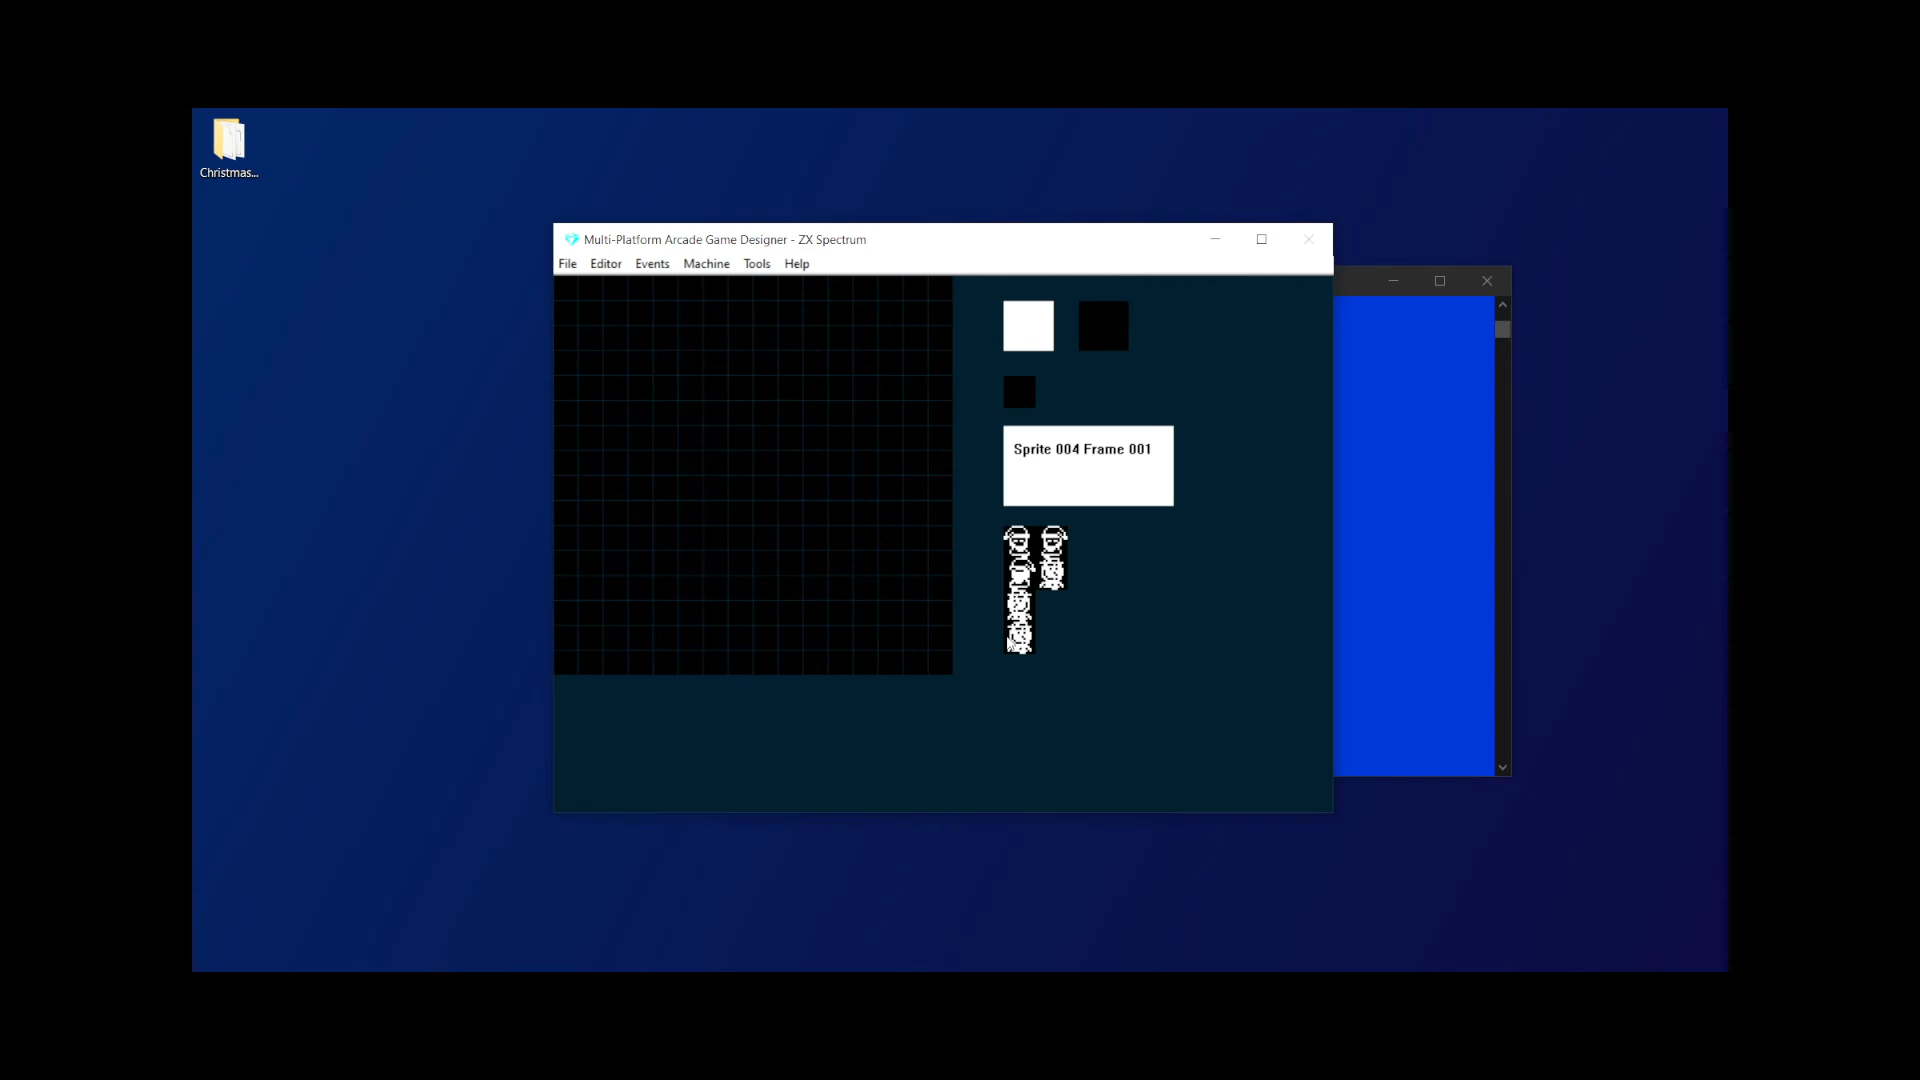 Christmas...
Multi-Platform Arcade Game Designer - ZX Spectrum
File Editor Events Machine Tools Help
Sprite 004 Frame 001